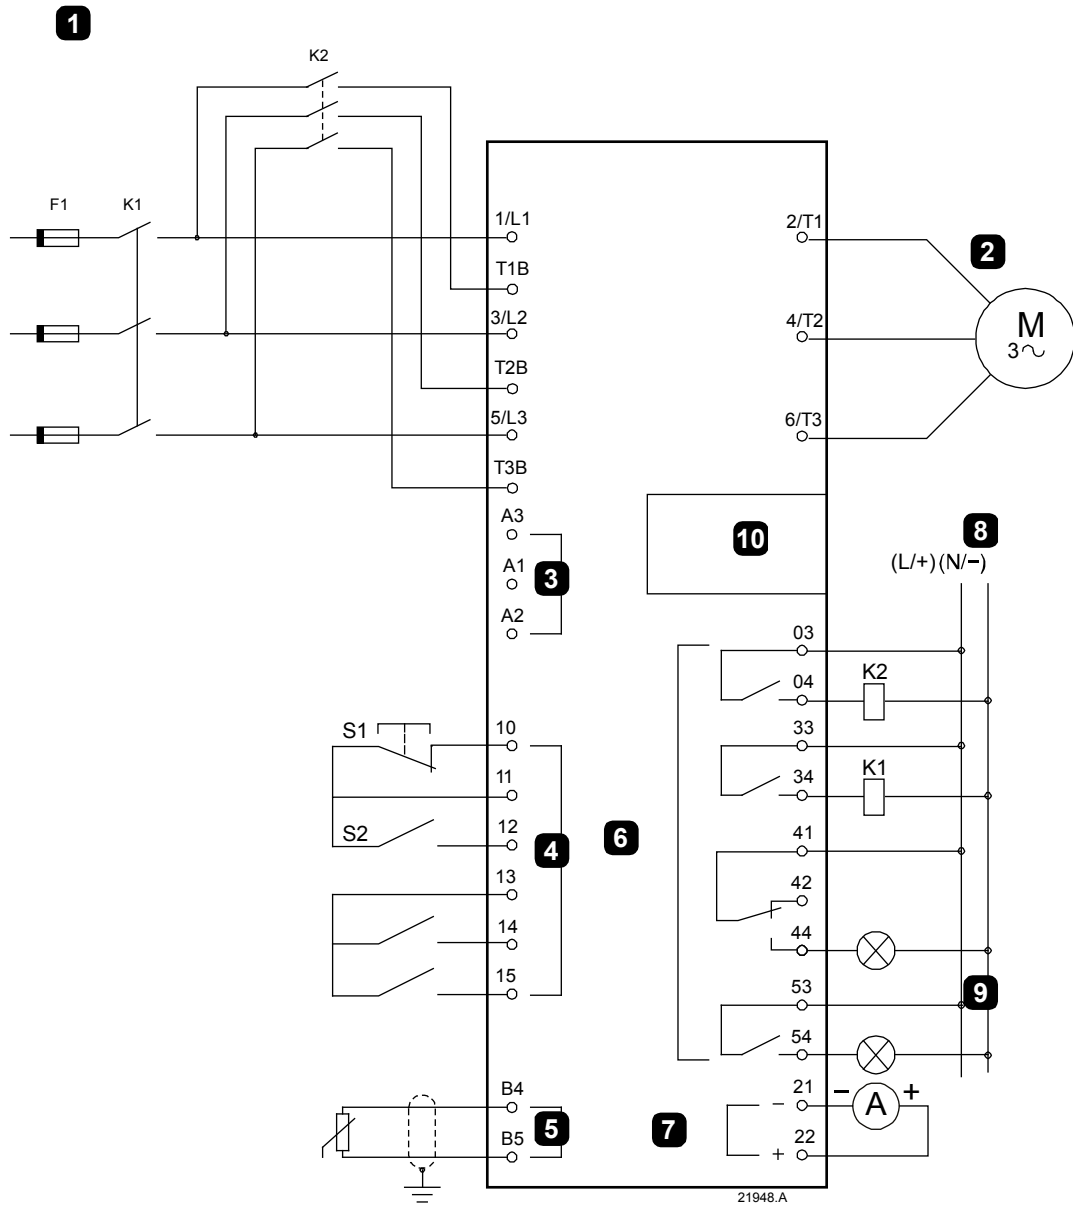 1
K2
F1
K1
1/L1
T1B
3/L2
T2B
5/L3
T3B
2/T1
4/T2
6/T3
2
M
3~
A3
A1
A2
3
10
8
(L/+) (N/−)
03
04
K2
33
34
K1
41
42
44
53
54
9
S1
S2
10
11
12
13
14
15
4
6
B4
B5
5
7
21
22
−
+
− A +
21948.A